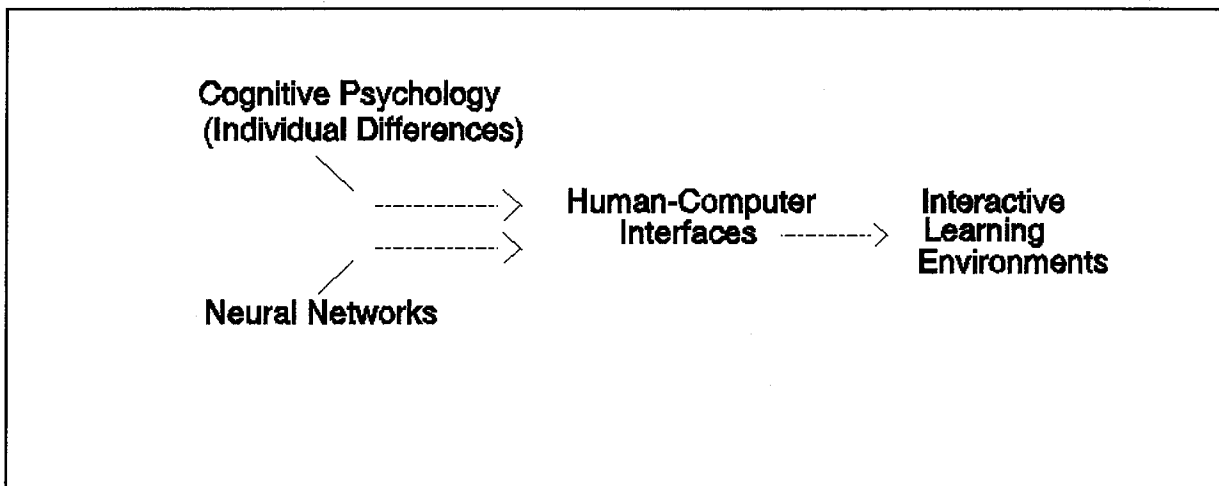 Cognitive Psychology
(Individual Differences)
Human-Computer
Interfaces
Interactive
Learning
Environments
Neural Networks